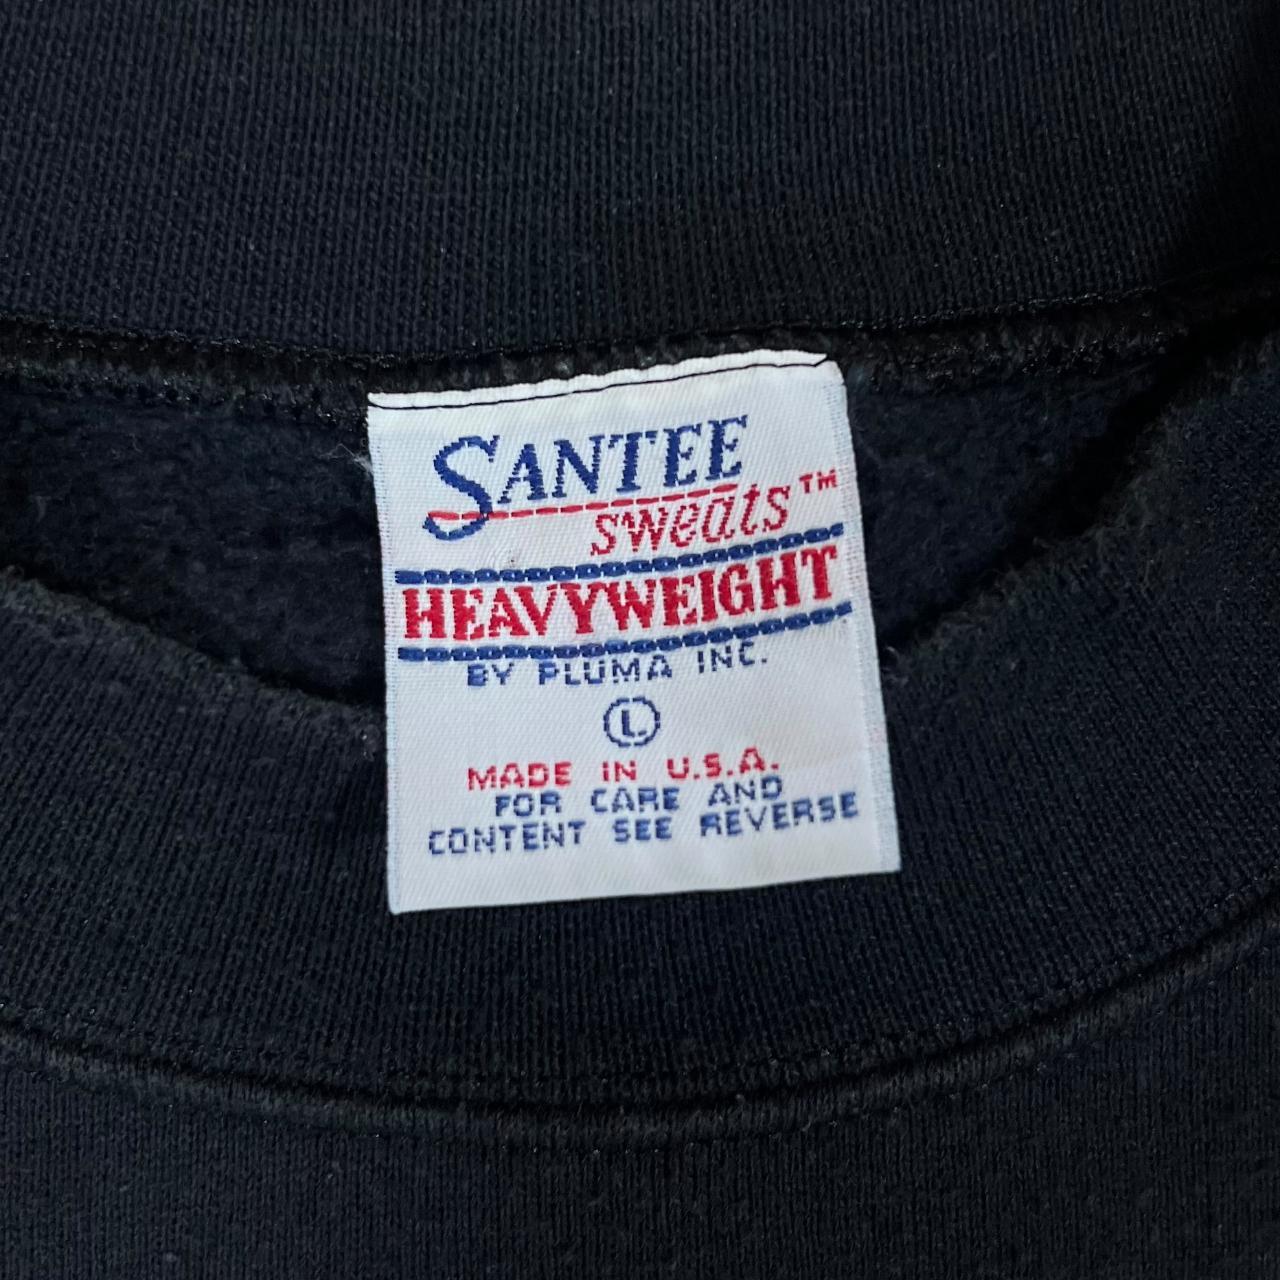 SANTEE
sweats™
HEAVYWEIGHT
BY PLUMA INC.
L
MADE IN U.S.A.
FOR CARE AND
CONTENT SEE REVERSE